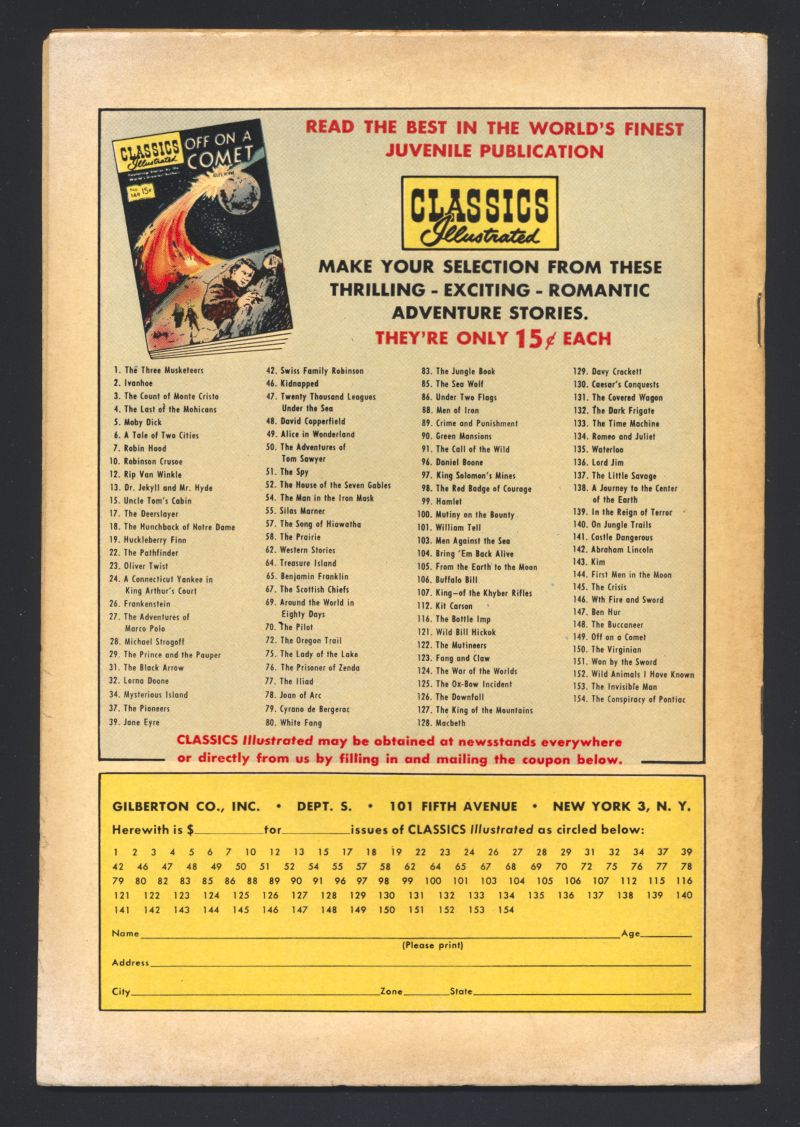 CLASSICS
Illustrated
Featuring Stories by the
World's Greatest Authors
No. 149 15¢
OFF ON A
COMET
JULES VERNE
READ THE BEST IN THE WORLD'S FINEST
JUVENILE PUBLICATION
CLASSICS
Illustrated
MAKE YOUR SELECTION FROM THESE
THRILLING - EXCITING - ROMANTIC
ADVENTURE STORIES.
THEY'RE ONLY 15¢ EACH
1. The Three Musketeers
2. Ivanhoe
3. The Count of Monte Cristo
4. The Last of the Mohicans
5. Moby Dick
6. A Tale of Two Cities
7. Robin Hood
10. Robinson Crusoe
12. Rip Van Winkle
13. Dr. Jekyll and Mr. Hyde
15. Uncle Tom's Cabin
17. The Deerslayer
18. The Hunchback of Notre Dame
19. Huckleberry Finn
22. The Pathfinder
23. Oliver Twist
24. A Connecticut Yankee in
King Arthur's Court
26. Frankenstein
27. The Adventures of
Marco Polo
28. Michael Strogoff
29. The Prince and the Pauper
31. The Black Arrow
32. Lorna Doone
34. Mysterious Island
37. The Pioneers
39. Jane Eyre
42. Swiss Family Robinson
46. Kidnapped
47. Twenty Thousand Leagues
Under the Sea
48. David Copperfield
49. Alice in Wonderland
50. The Adventures of
Tom Sawyer
51. The Spy
52. The House of the Seven Gables
54. The Man in the Iron Mask
55. Silas Marner
57. The Song of Hiawatha
58. The Prairie
62. Western Stories
64. Treasure Island
65. Benjamin Franklin
67. The Scottish Chiefs
69. Around the World in
Eighty Days
70. The Pilot
72. The Oregon Trail
75. The Lady of the Lake
76. The Prisoner of Zenda
77. The Iliad
78. Joan of Arc
79. Cyrano de Bergerac
80. White Fang
83. The Jungle Book
85. The Sea Wolf
86. Under Two Flags
88. Men of Iron
89. Crime and Punishment
90. Green Mansions
91. The Call of the Wild
96. Daniel Boone
97. King Solomon's Mines
98. The Red Badge of Courage
99. Hamlet
100. Mutiny on the Bounty
101. William Tell
103. Men Against the Sea
104. Bring 'Em Back Alive
105. From the Earth to the Moon
106. Buffalo Bill
107. King—of the Khyber Rifles
112. Kit Carson
116. The Bottle Imp
121. Wild Bill Hickok
122. The Mutineers
123. Fang and Claw
124. The War of the Worlds
125. The Ox-Bow Incident
126. The Downfall
127. The King of the Mountains
128. Macbeth
129. Davy Crockett
130. Caesar's Conquests
131. The Covered Wagon
132. The Dark Frigate
133. The Time Machine
134. Romeo and Juliet
135. Waterloo
136. Lord Jim
137. The Little Savage
138. A Journey to the Center
of the Earth
139. In the Reign of Terror
140. On Jungle Trails
141. Castle Dangerous
142. Abraham Lincoln
143. Kim
144. First Men in the Moon
145. The Crisis
146. Wth Fire and Sword
147. Ben Hur
148. The Buccaneer
149. Off on a Comet
150. The Virginian
151. Won by the Sword
152. Wild Animals I Have Known
153. The Invisible Man
154. The Conspiracy of Pontiac
CLASSICS Illustrated may be obtained at newsstands everywhere
or directly from us by filling in and mailing the coupon below.
GILBERTON CO., INC. • DEPT. S. • 101 FIFTH AVENUE • NEW YORK 3, N. Y.
Herewith is $________for________issues of CLASSICS Illustrated as circled below:
1 2 3 4 5 6 7 10 12 13 15 17 18 19 22 23 24 26 27 28 29 31 32 34 37 39
42 46 47 48 49 50 51 52 54 55 57 58 62 64 65 67 68 69 70 72 75 76 77 78
79 80 82 83 85 86 88 89 90 91 96 97 98 99 100 101 103 104 105 106 107 112 115 116
121 122 123 124 125 126 127 128 129 130 131 132 133 134 135 136 137 138 139 140
141 142 143 144 145 146 147 148 149 150 151 152 153 154
Name________Age________
(Please print)
Address________
City________Zone________State________